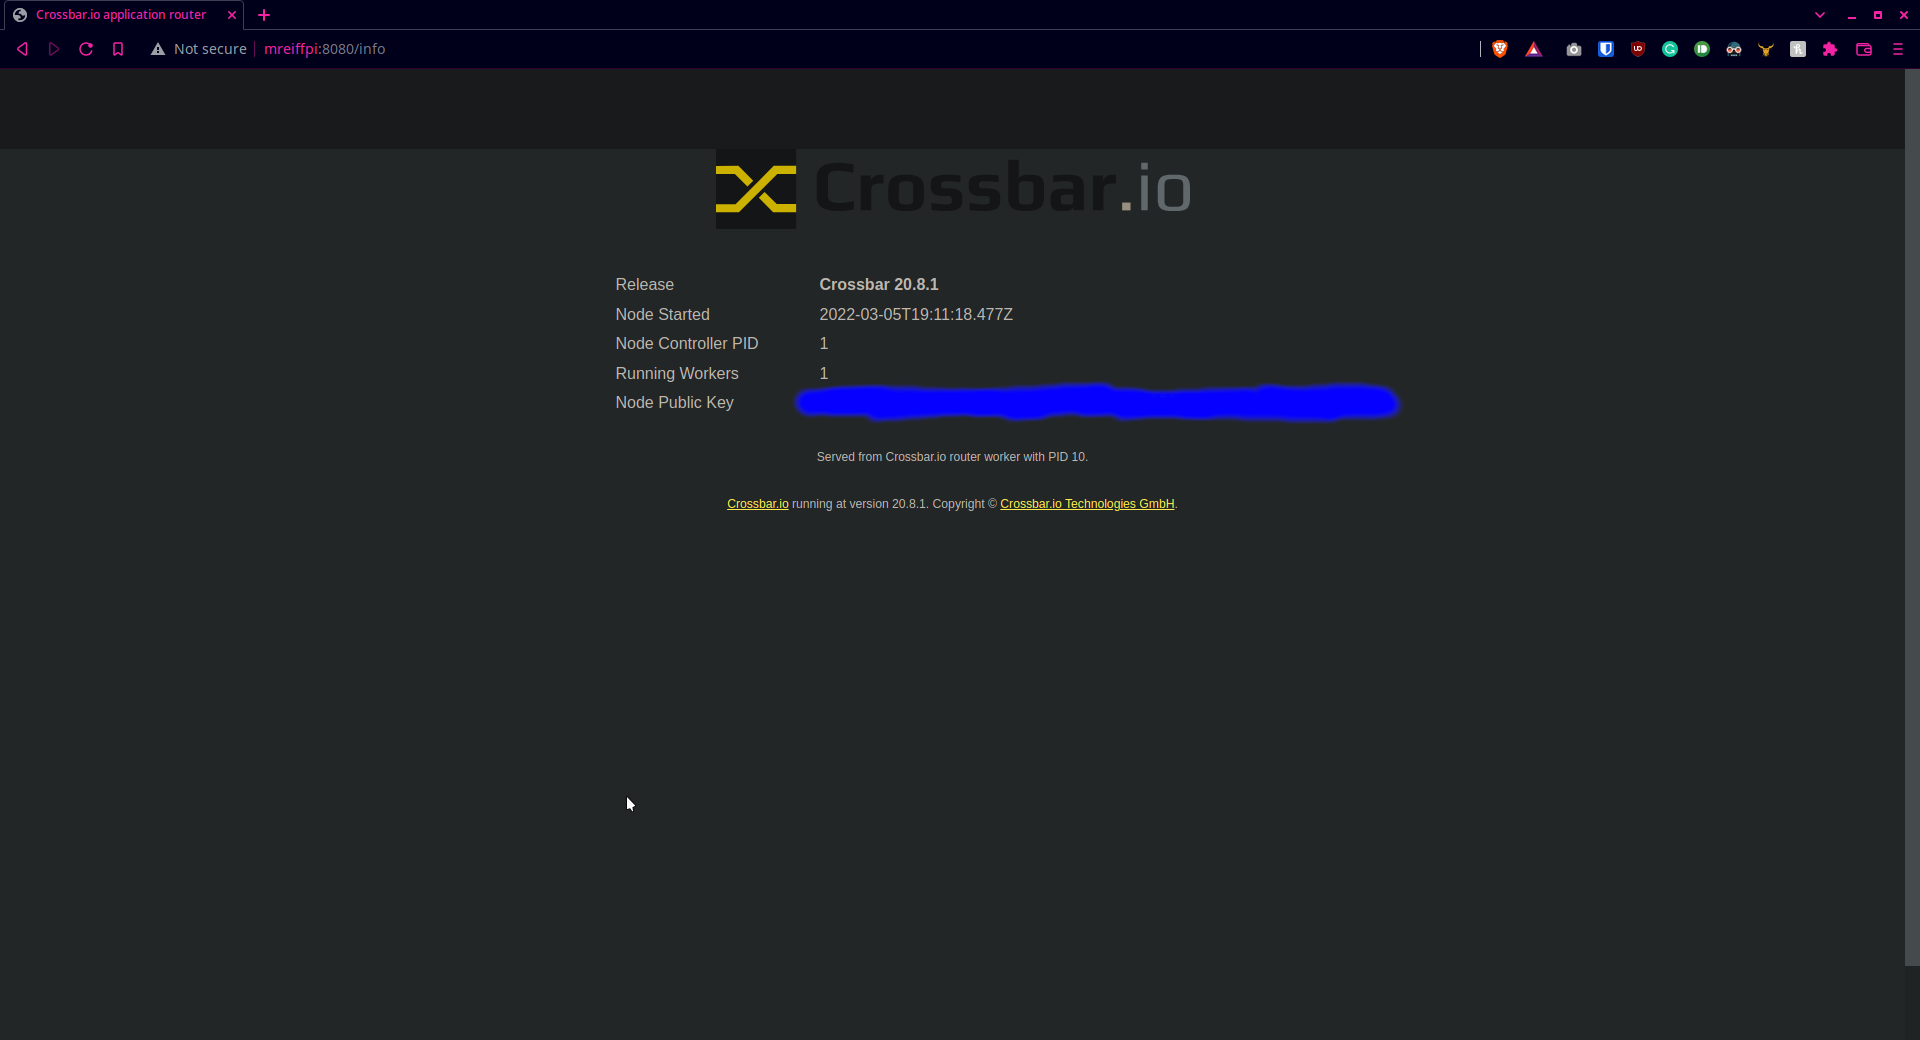 Crossbar.io application router
Not secure mreiffpi:8080/info
Crossbar.io
Release Crossbar 20.8.1
Node Started 2022-03-05T19:11:18.477Z
Node Controller PID 1
Running Workers 1
Node Public Key
Served from Crossbar.io router worker with PID 10.
Crossbar.io running at version 20.8.1. Copyright © Crossbar.io Technologies GmbH.